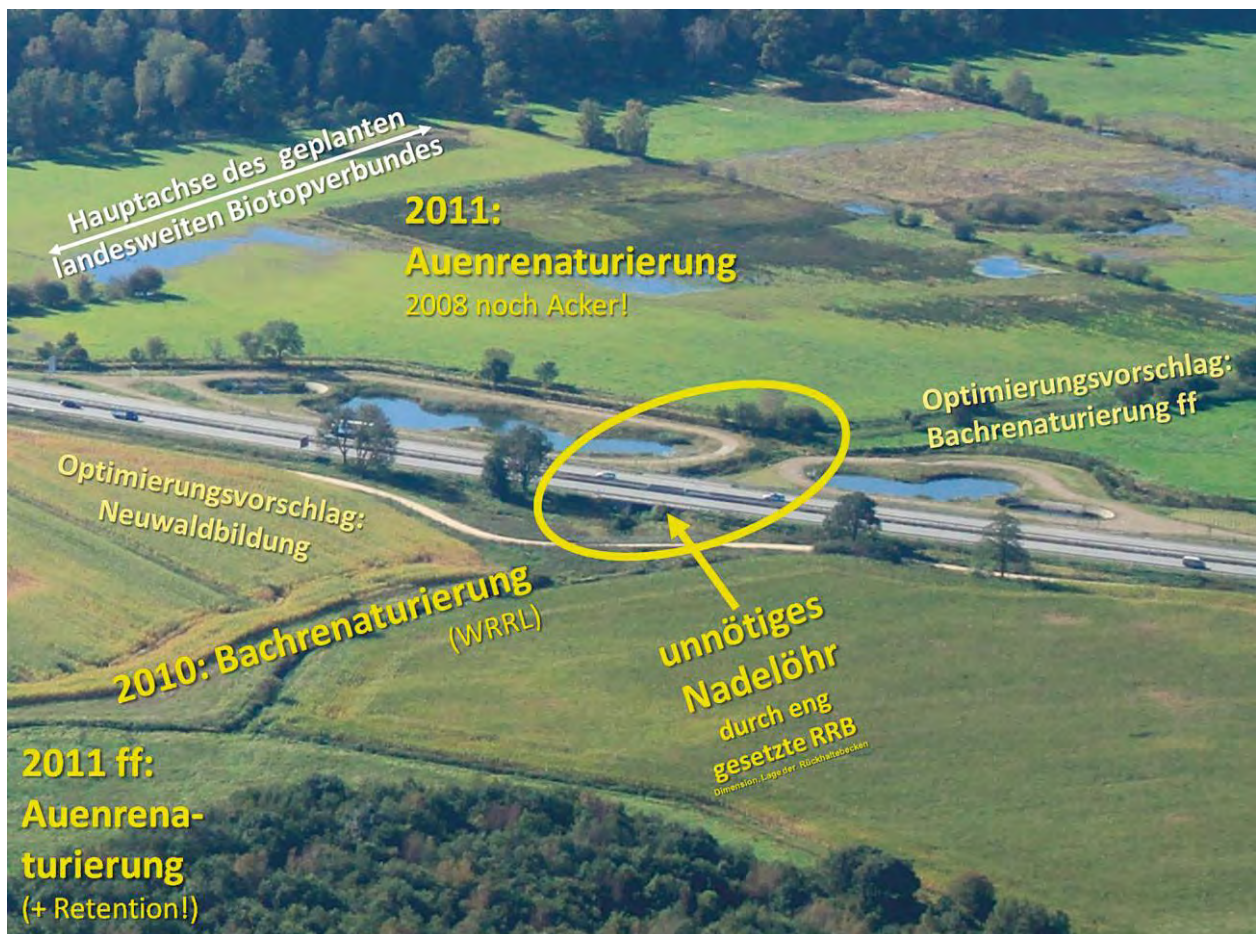 Hauptachse des geplanten
landesweiten Biotopverbundes
2011:
Auenrenaturierung
2008 noch Acker!
Optimierungsvorschlag:
Bachrenaturierung ff
Optimierungsvorschlag:
Neuwaldbildung
2010: Bachrenaturierung
(WRRL)
unnötiges
Nadelöhr
durch eng
gesetzte RRB
Dimension, Lage der Rückhaltebecken
2011 ff:
Auenrena-
turierung
(+ Retention!)